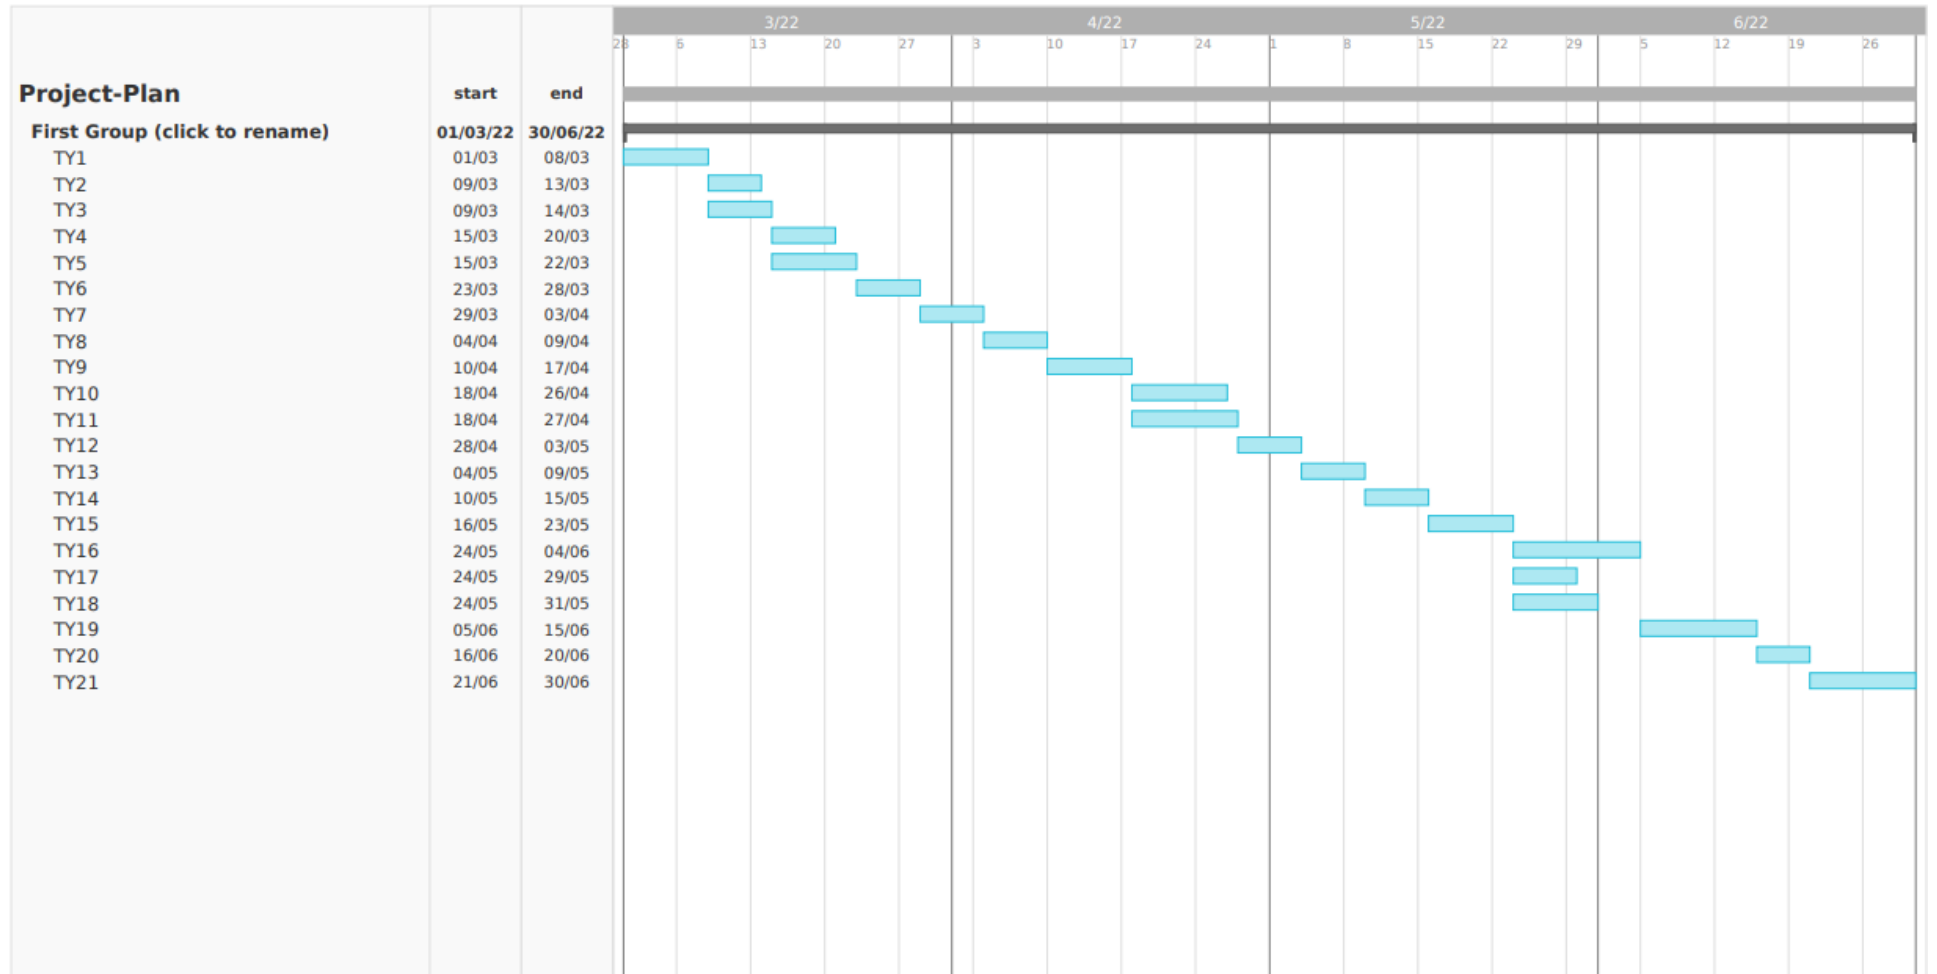 3/22 4/22 5/22 6/22
28 6 13 20 27 3 10 17 24 1 8 15 22 29 5 12 19 26
Project-Plan start end
First Group (click to rename) 01/03/22 30/06/22
TY1 01/03 08/03
TY2 09/03 13/03
TY3 09/03 14/03
TY4 15/03 20/03
TY5 15/03 22/03
TY6 23/03 28/03
TY7 29/03 03/04
TY8 04/04 09/04
TY9 10/04 17/04
TY10 18/04 26/04
TY11 18/04 27/04
TY12 28/04 03/05
TY13 04/05 09/05
TY14 10/05 15/05
TY15 16/05 23/05
TY16 24/05 04/06
TY17 24/05 29/05
TY18 24/05 31/05
TY19 05/06 15/06
TY20 16/06 20/06
TY21 21/06 30/06